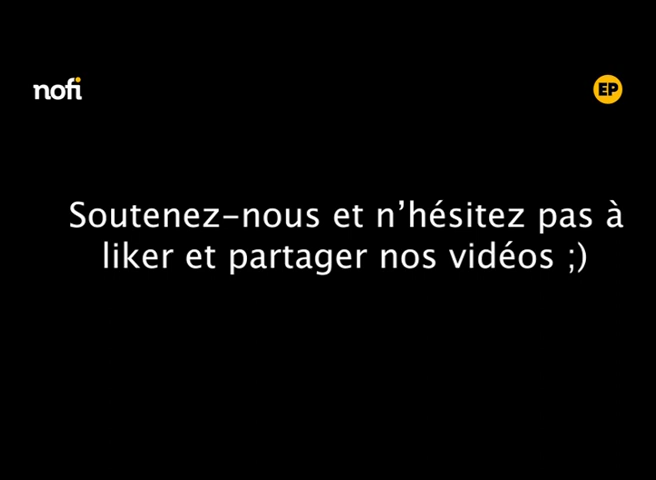 nofi
EP
Soutenez-nous et n’hésitez pas à
liker et partager nos vidéos ;)